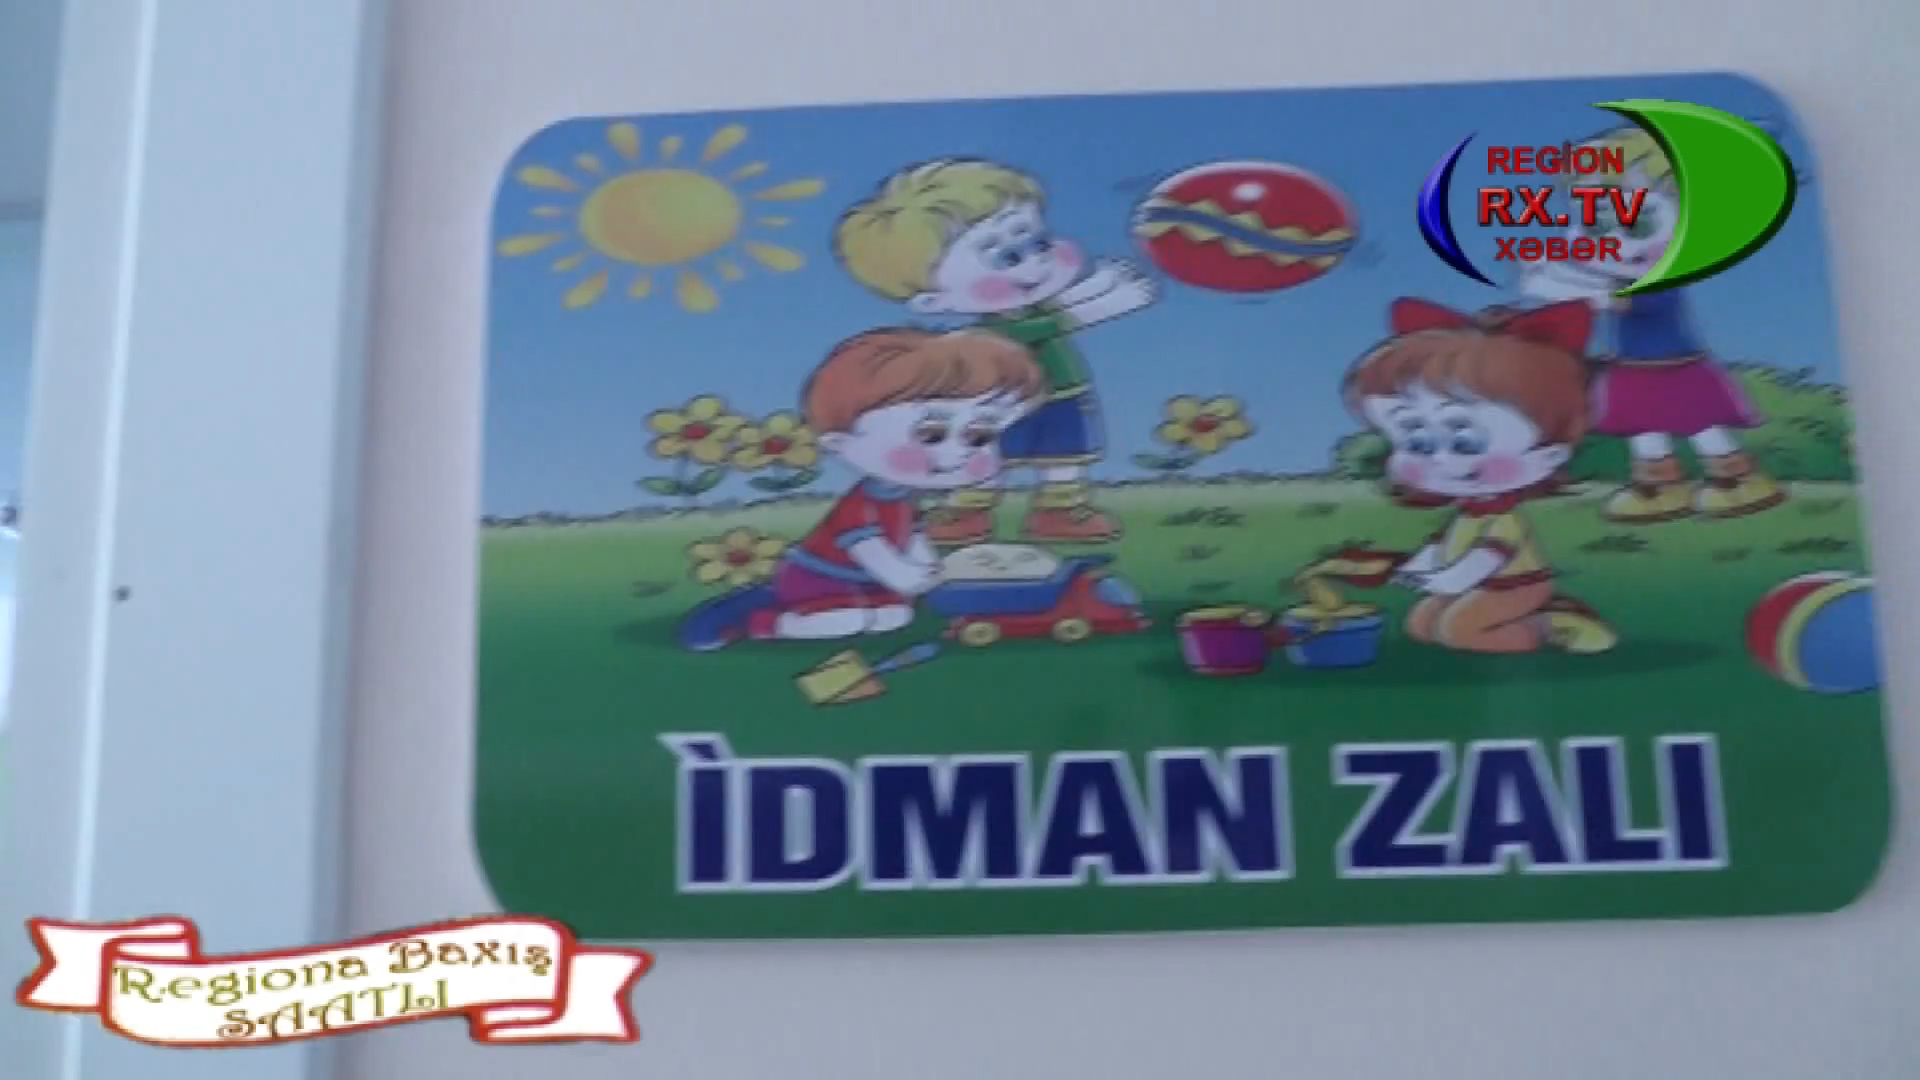 REGİON
RX.TV
XƏBƏR
İDMAN ZALI
Regiona Baxış
SAATLI